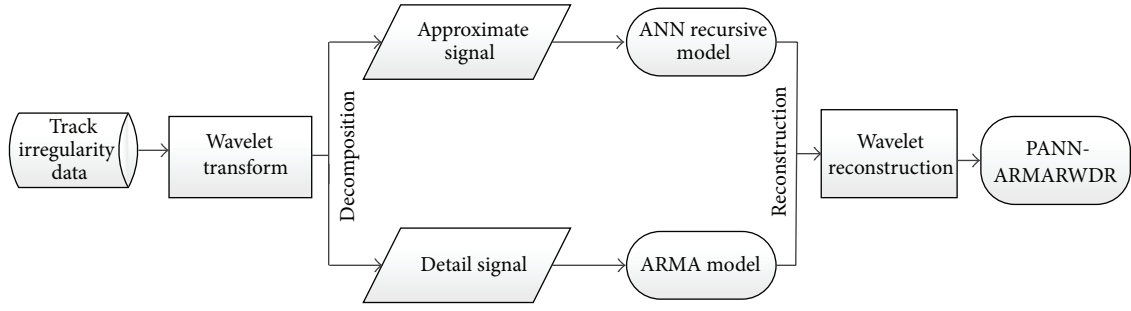 Track
irregularity
data
Wavelet
transform
Decomposition
Approximate
signal
ANN recursive
model
Detail signal
ARMA model
Reconstruction
Wavelet
reconstruction
PANN-
ARMARWDR